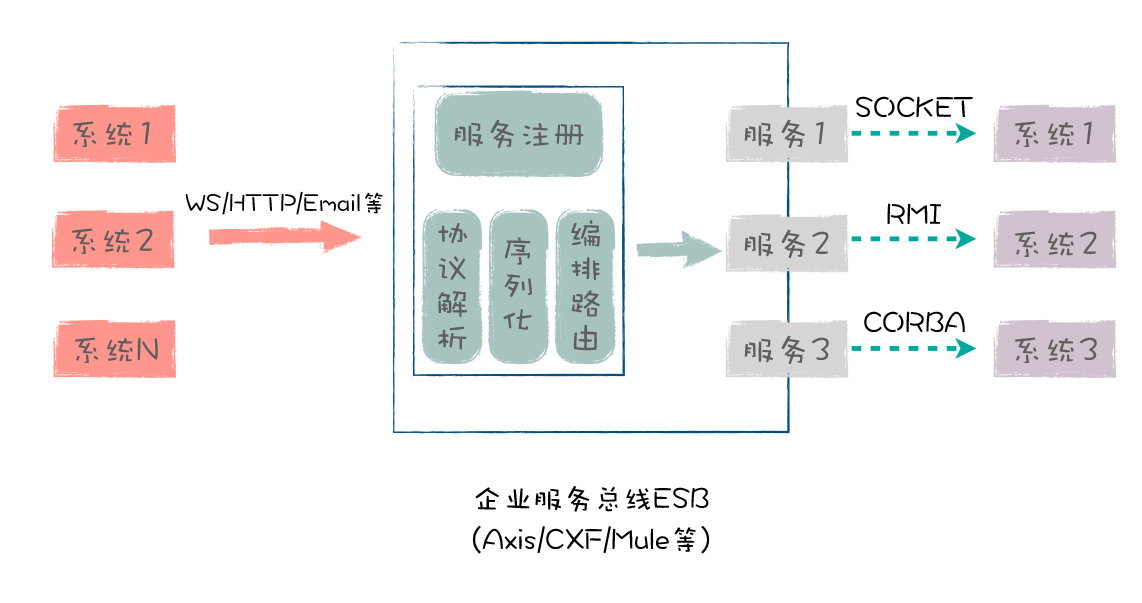 系统1
系统2
系统N
WS/HTTP/Email等
服务注册
协议解析
序列化
编排路由
服务1
服务2
服务3
SOCKET
RMI
CORBA
系统1
系统2
系统3
企业服务总线ESB
(Axis/CXF/Mule等)